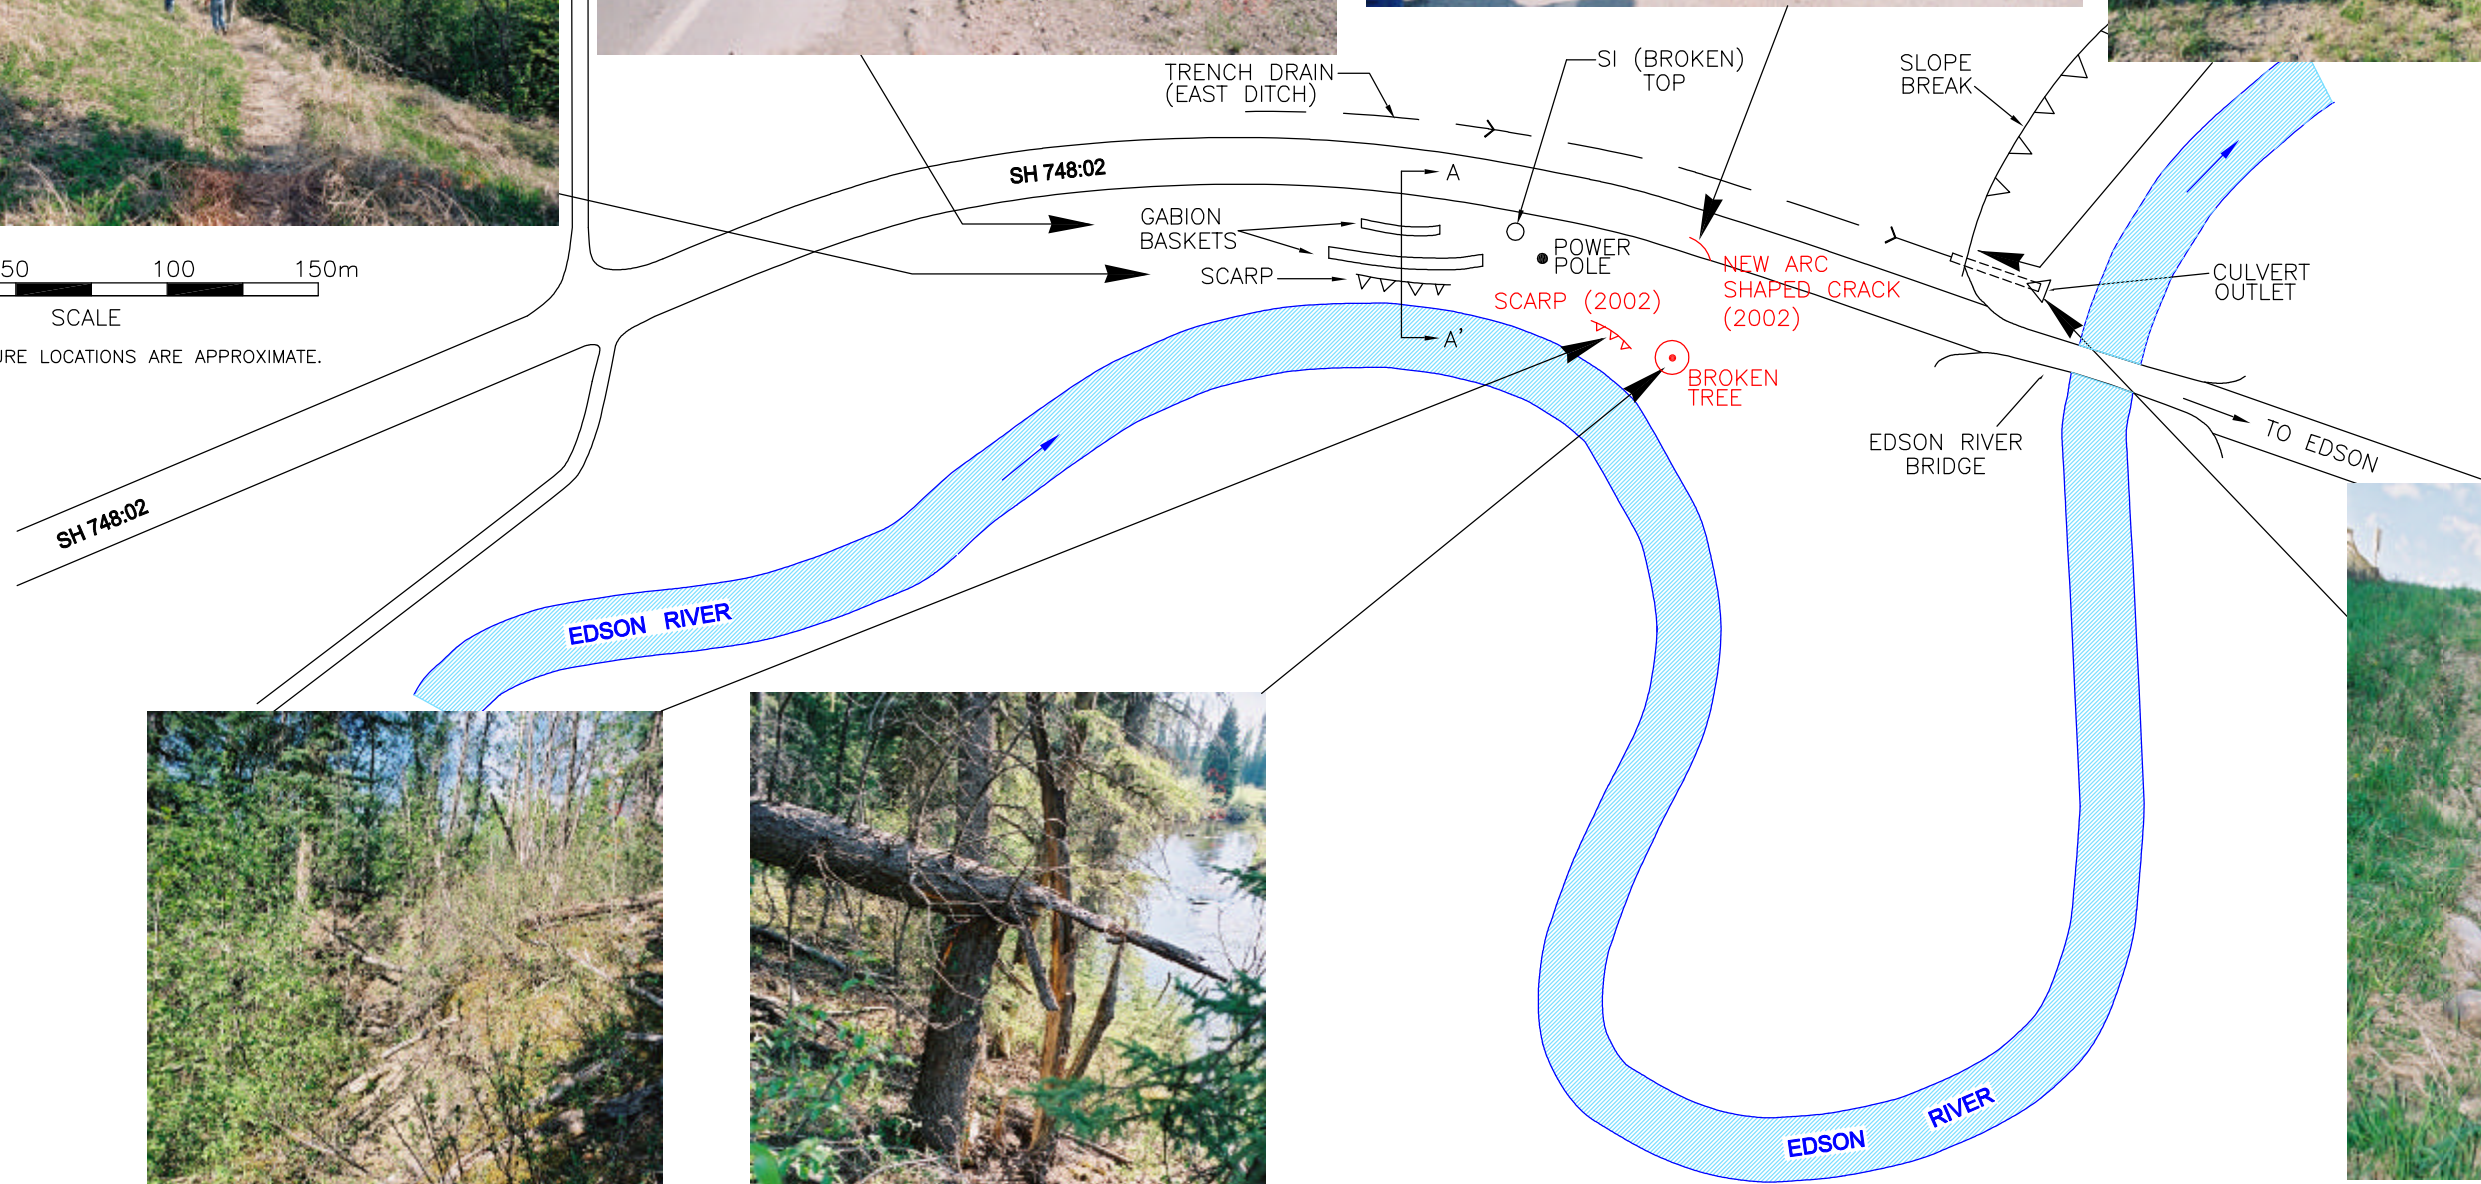 TRENCH DRAIN
(EAST DITCH)
SI (BROKEN)
TOP
SLOPE
BREAK
SH 748:02
A
GABION
BASKETS
POWER
POLE
SCARP
NEW ARC
SHAPED CRACK
(2002)
SCARP (2002)
CULVERT
OUTLET
50
100
150m
SCALE
URE LOCATIONS ARE APPROXIMATE.
A'
BROKEN
TREE
EDSON RIVER
BRIDGE
TO EDSON
SH 748:02
EDSON RIVER
EDSON RIVER